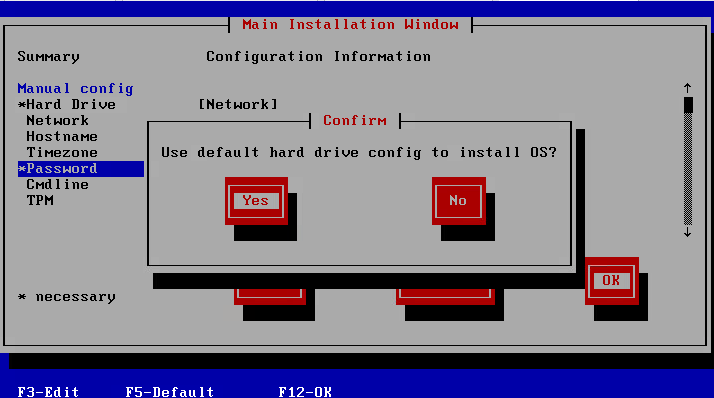 Main Installation Window
Summary Configuration Information
Manual config
*Hard Drive [Network]
Network
Confirm
Hostname
Timezone Use default hard drive config to install OS?
*Password
Cmdline
TPM
Yes No
OK
* necessary
F3-Edit F5-Default F12-OK